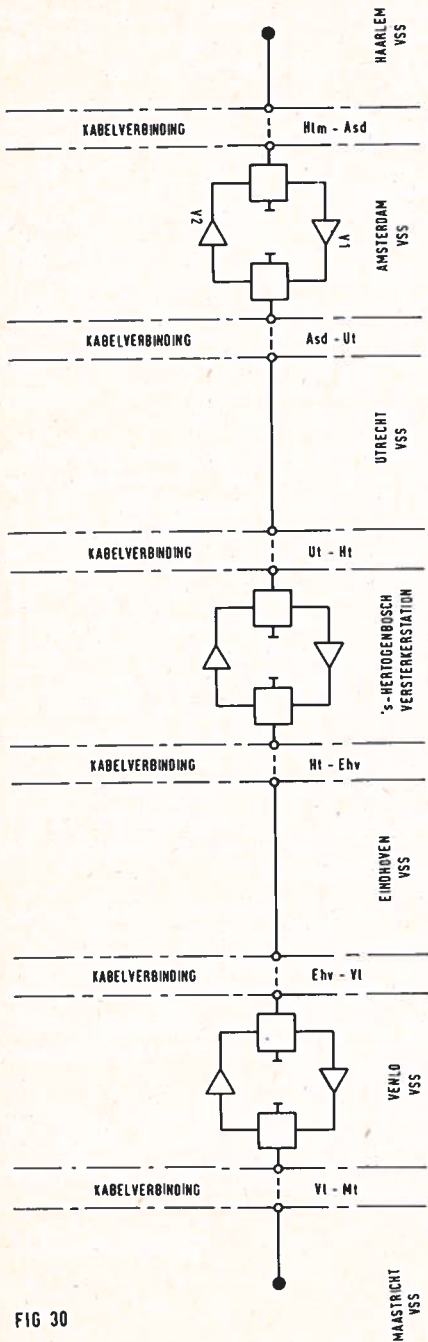 HAARLEM
VSS
KABELVERBINDING Hlm - Asd
V2
V1
AMSTERDAM
VSS
KABELVERBINDING Asd - Ut
UTRECHT
VSS
KABELVERBINDING Ut - Ht
's-HERTOGENBOSCH
VERSTERKERSTATION
KABELVERBINDING Ht - Ehv
EINDHOVEN
VSS
KABELVERBINDING Ehv - Vl
VENLO
VSS
KABELVERBINDING Vl - Mt
MAASTRICHT
VSS
FIG 30